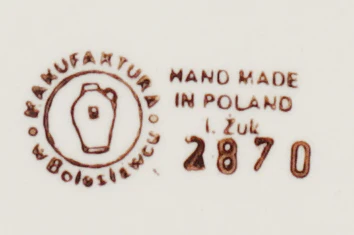 MANUFAKTURA
w Bolesławcu
HAND MADE
IN POLAND
I. Żuk
2870